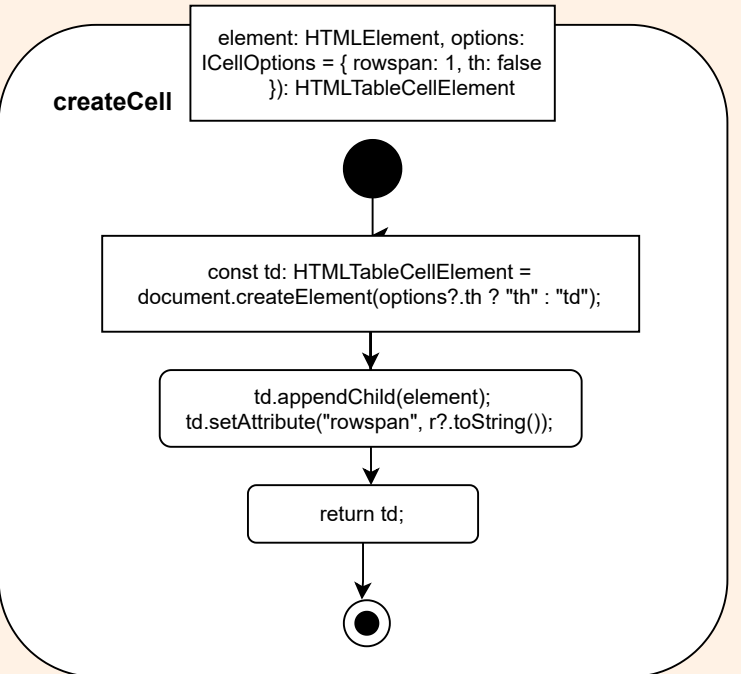 element: HTMLElement, options:
ICellOptions = { rowspan: 1, th: false
}): HTMLTableCellElement
createCell
const td: HTMLTableCellElement =
document.createElement(options?.th ? "th" : "td");
td.appendChild(element);
td.setAttribute("rowspan", r?.toString());
return td;